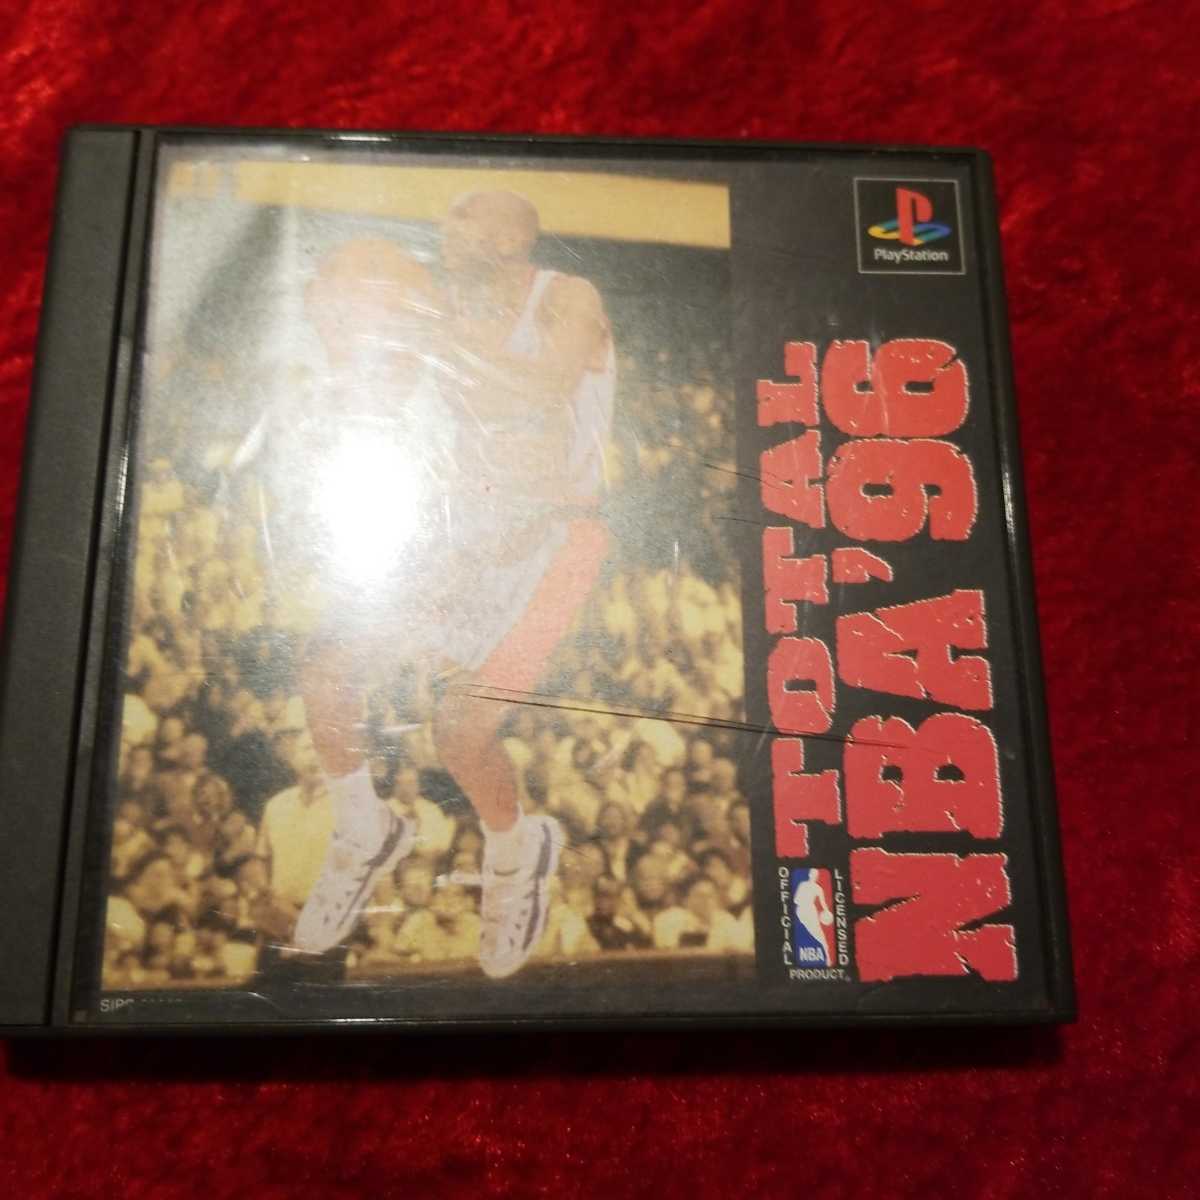 PlayStation
TOTAL
NBA '96
OFFICIAL
LICENSED
NBA
PRODUCT